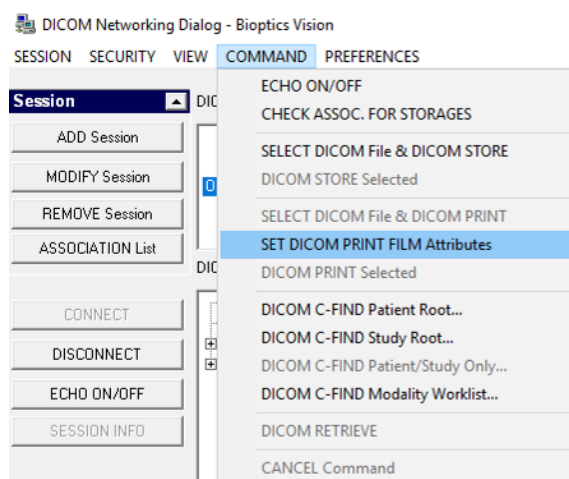 DICOM Networking Dialog - Bioptics Vision
SESSION SECURITY VIEW COMMAND PREFERENCES
Session
ADD Session
MODIFY Session
REMOVE Session
ASSOCIATION List
CONNECT
DISCONNECT
ECHO ON/OFF
SESSION INFO
DIC
O
DIC
ECHO ON/OFF
CHECK ASSOC. FOR STORAGES
SELECT DICOM File & DICOM STORE
DICOM STORE Selected
SELECT DICOM File & DICOM PRINT
SET DICOM PRINT FILM Attributes
DICOM PRINT Selected
DICOM C-FIND Patient Root...
DICOM C-FIND Study Root...
DICOM C-FIND Patient/Study Only...
DICOM C-FIND Modality Worklist...
DICOM RETRIEVE
CANCEL Command